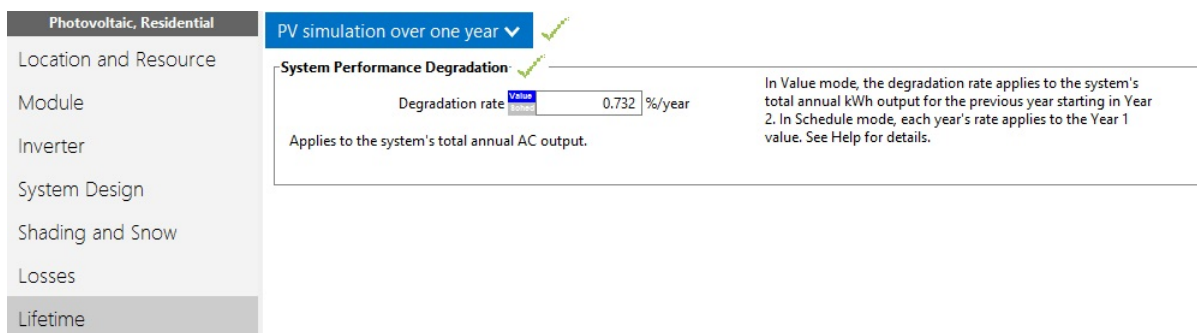 Photovoltaic, Residential
Location and Resource
Module
Inverter
System Design
Shading and Snow
Losses
Lifetime
PV simulation over one year
System Performance Degradation
Degradation rate Value Sched 0.732 %/year
Applies to the system's total annual AC output.
In Value mode, the degradation rate applies to the system's
total annual kWh output for the previous year starting in Year
2. In Schedule mode, each year's rate applies to the Year 1
value. See Help for details.